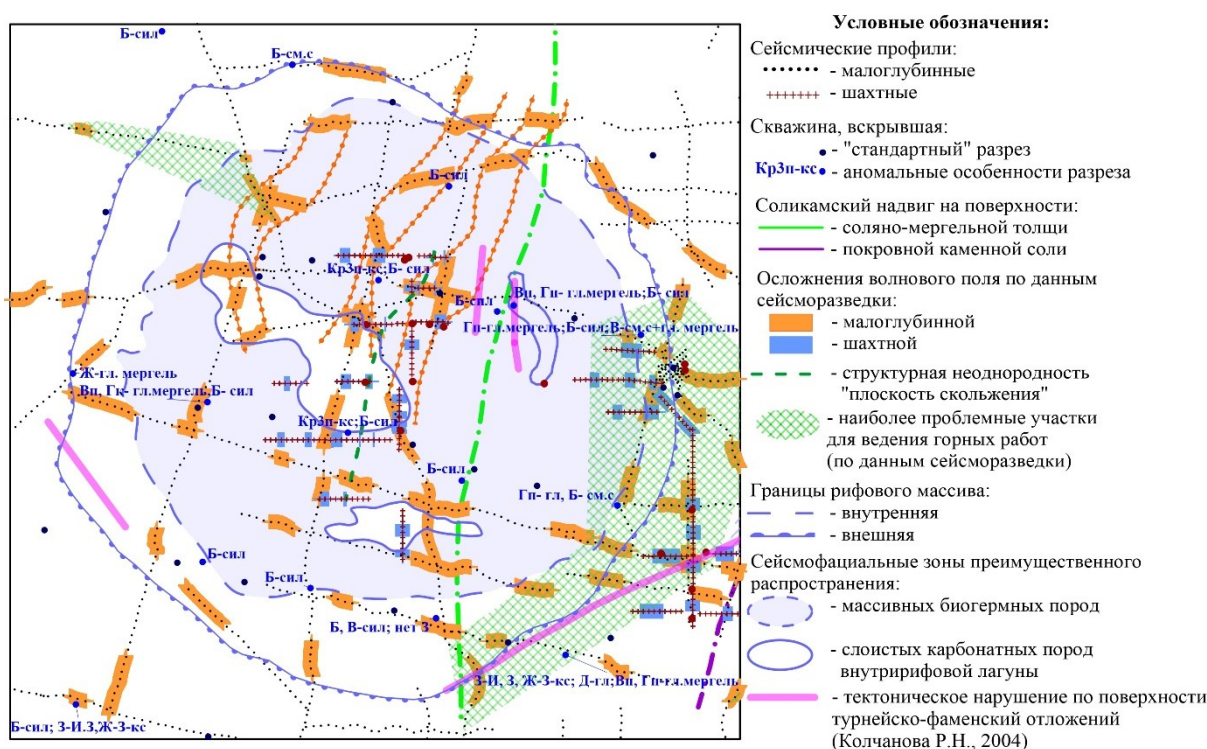 Б-сил
Б-см.с
Б-сил
Кр3п-кс;Б- сил
Вп, Гп- гл.мергель;Б- сил
Б-сил
Гп-гл.мергель;Б-сил;В-см.с+гл. мергель
Ж-гл. мергель
Вп, Гк- гл.мергель,Б- сил
Кр3п-кс;Б-сил
Б-сил
Гп- гл, Б- см.с
Б-сил
Б-сил
Б, В-сил; нет З
З-И, З, Ж-З-кс; Д-гл;Вп, Гп-гл.мергель
Б-сил; З-И.З,Ж-З-кс
Условные обозначения:
Сейсмические профили:
- малоглубинные
- шахтные
Скважина, вскрывшая:
- "стандартный" разрез
Кр3п-кс - аномальные особенности разреза
Соликамский надвиг на поверхности:
- соляно-мергельной толщи
- покровной каменной соли
Осложнения волнового поля по данным
сейсморазведки:
- малоглубинной
- шахтной
- структурная неоднородность
"плоскость скольжения"
- наиболее проблемные участки
для ведения горных работ
(по данным сейсморазведки)
Границы рифового массива:
- внутренняя
- внешняя
Сейсмофациальные зоны преимущественного
распространения:
- массивных биогермных пород
- слоистых карбонатных пород
внутририфовой лагуны
- тектоническое нарушение по поверхности
турнейско-фаменский отложений
(Колчанова Р.Н., 2004)